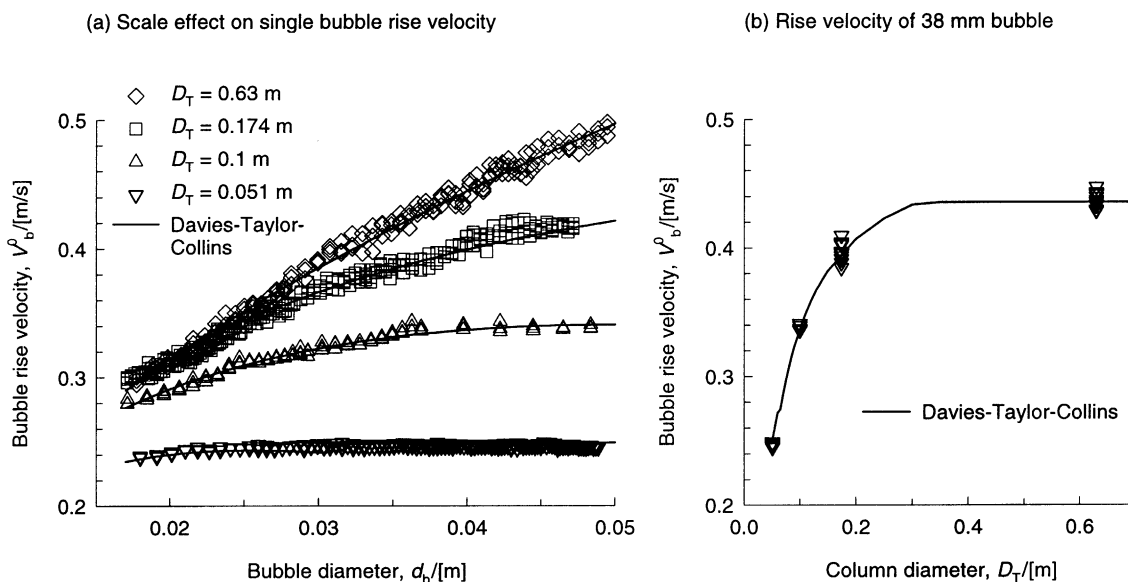 (a) Scale effect on single bubble rise velocity
D_T = 0.63 m
D_T = 0.174 m
D_T = 0.1 m
D_T = 0.051 m
Davies-Taylor-
Collins
Bubble rise velocity, V_b^0/[m/s]
0.5
0.4
0.3
0.2
0.02 0.03 0.04 0.05
Bubble diameter, d_b/[m]
(b) Rise velocity of 38 mm bubble
Bubble rise velocity, V_b^0/[m/s]
0.5
0.4
0.3
0.2
Davies-Taylor-Collins
0.0 0.2 0.4 0.6
Column diameter, D_T/[m]